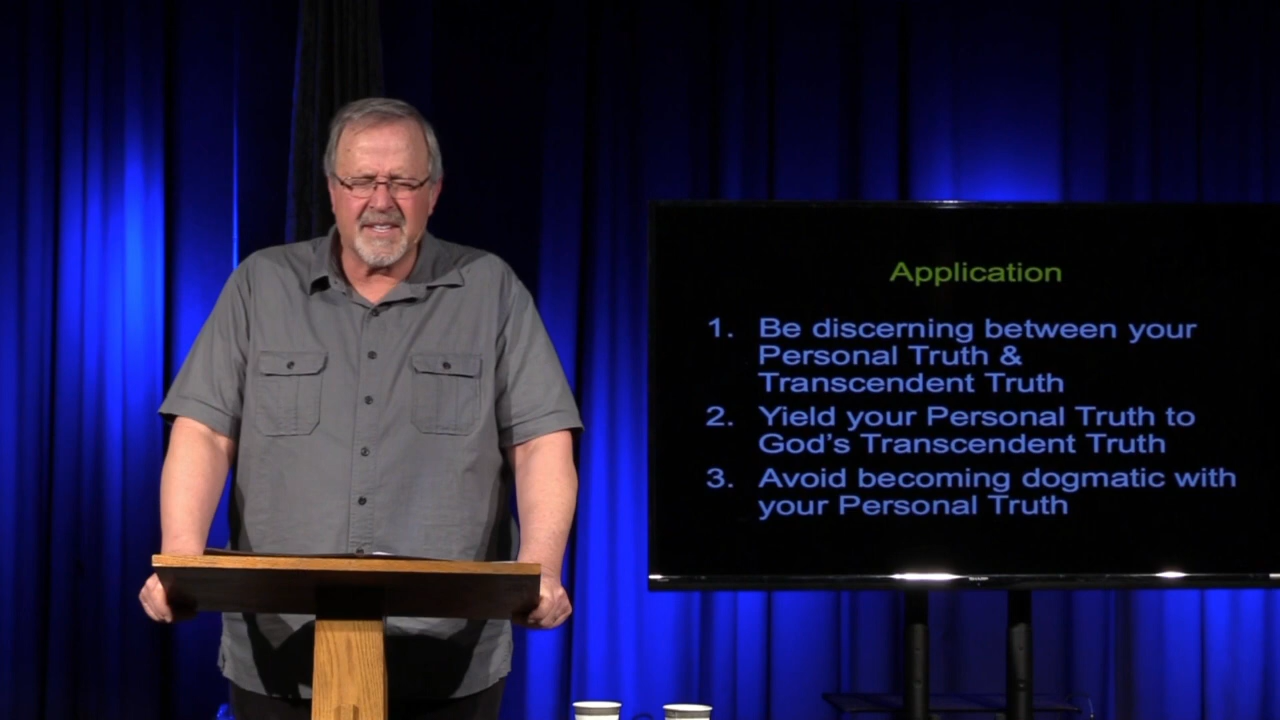 Application
1. Be discerning between your
Personal Truth &
Transcendent Truth
2. Yield your Personal Truth to
God's Transcendent Truth
3. Avoid becoming dogmatic with
your Personal Truth